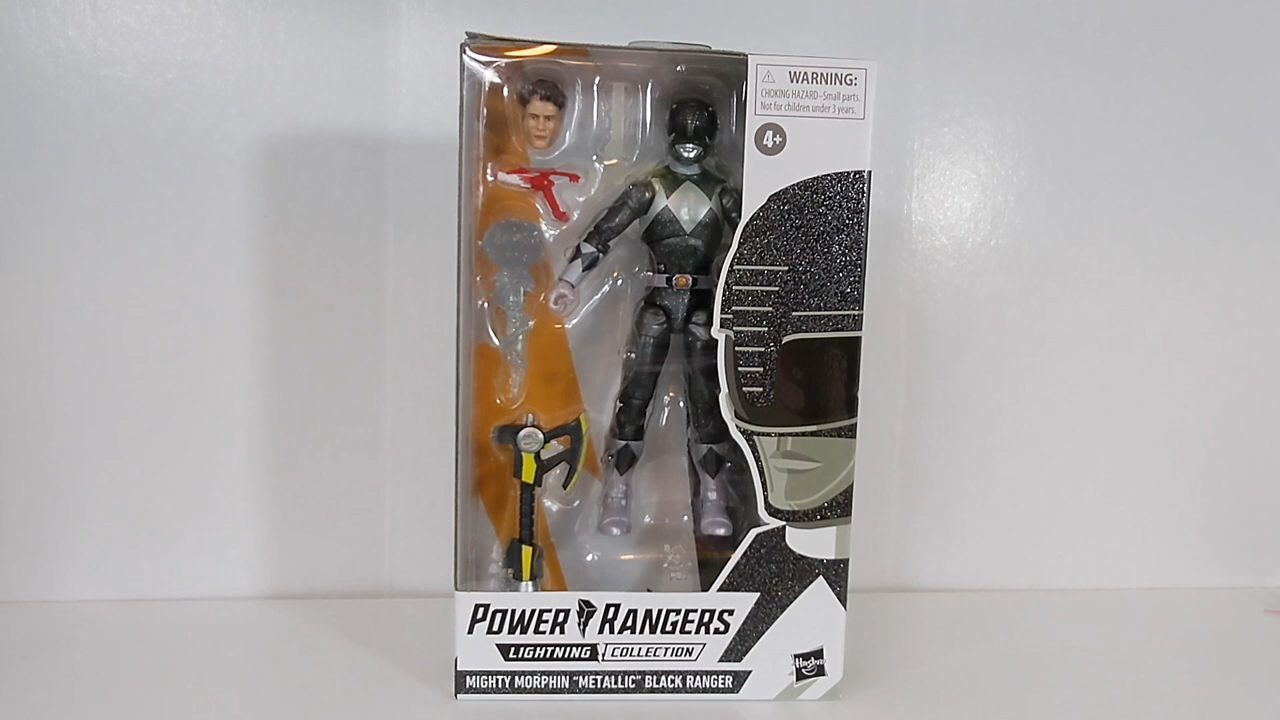 WARNING:
CHOKING HAZARD–Small parts.
Not for children under 3 years.
4+
POWER RANGERS
LIGHTNING COLLECTION
MIGHTY MORPHIN "METALLIC" BLACK RANGER
Hasbro